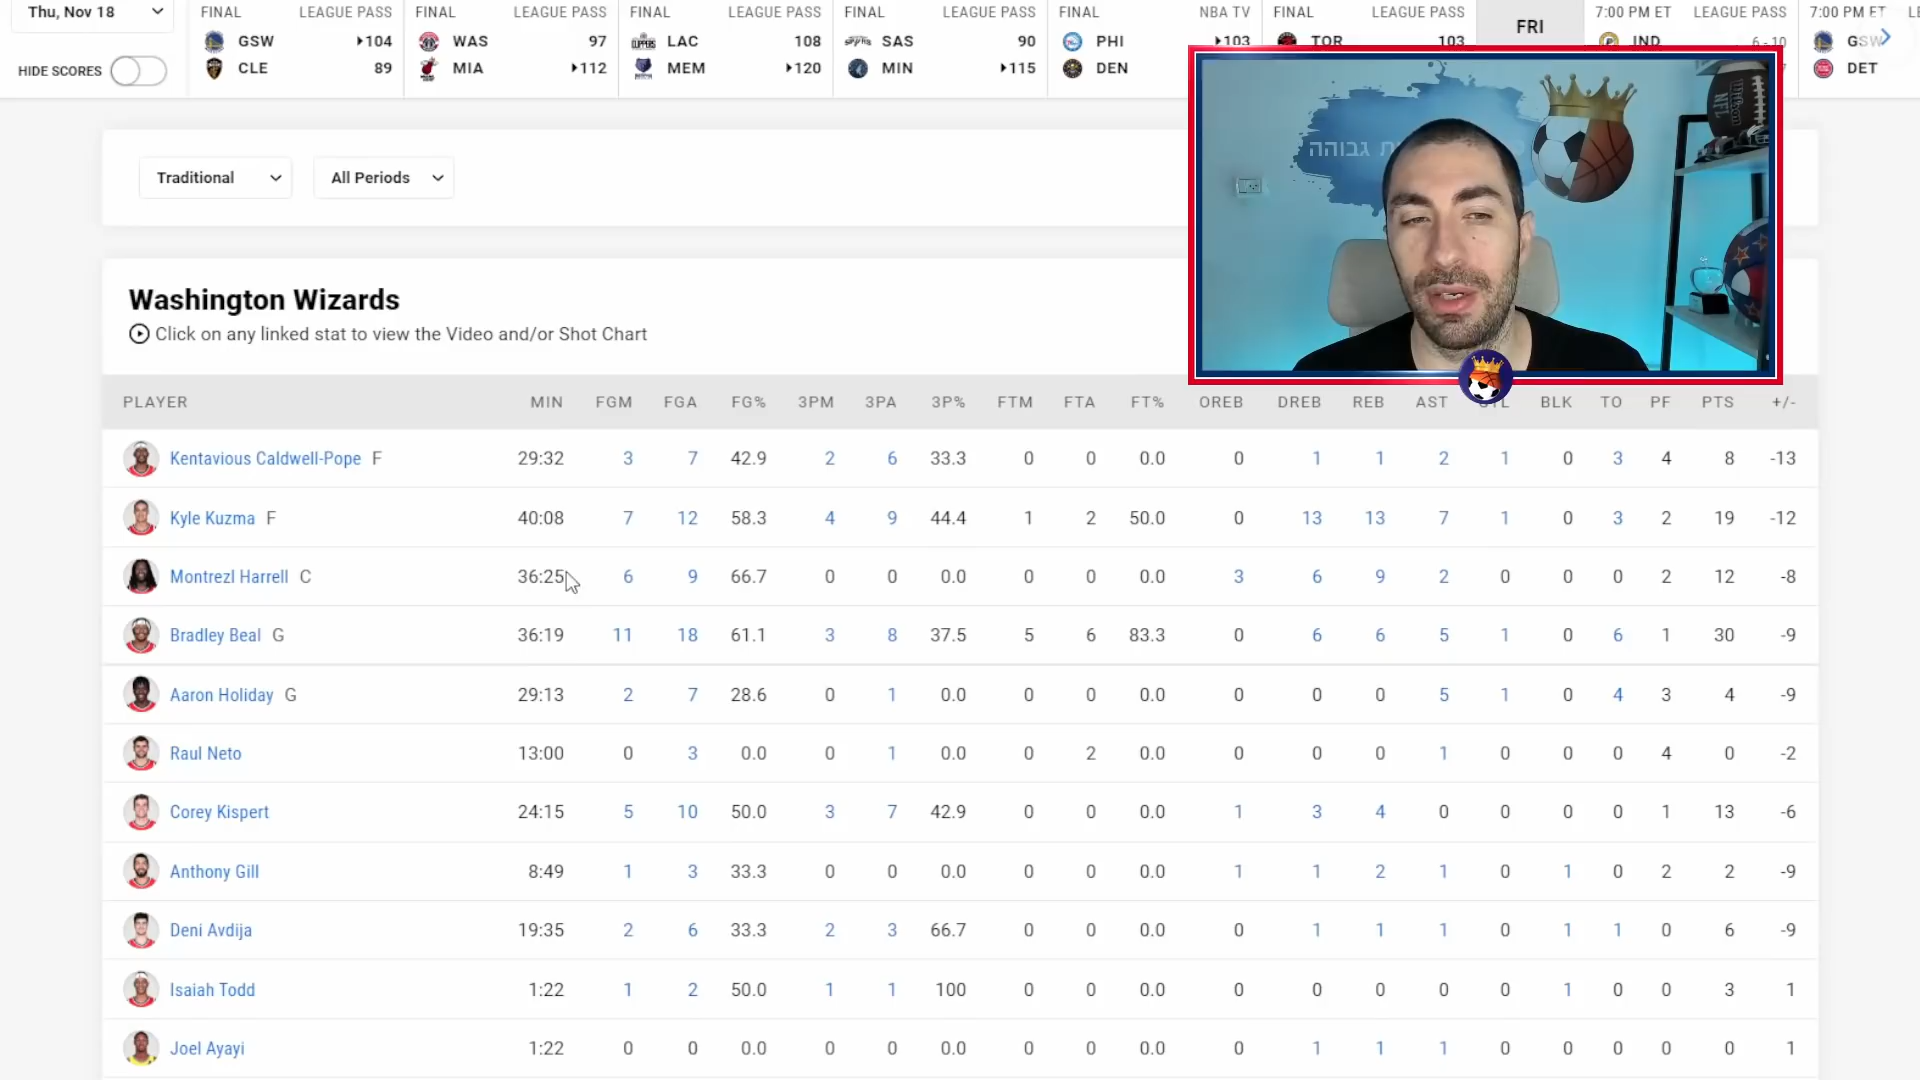 Thu, Nov 18
HIDE SCORES
FINAL LEAGUE PASS
GSW 104
CLE 89
FINAL LEAGUE PASS
WAS 97
MIA 112
FINAL LEAGUE PASS
LAC 108
MEM 120
FINAL LEAGUE PASS
SAS 90
MIN 115
FINAL NBA TV
PHI 103
DEN
FINAL LEAGUE PASS
TOR 103
FRI
7:00 PM ET LEAGUE PASS
IND 6 - 10
7:00 PM ET
GSW
DET
גבוהה
NFL
Traditional
All Periods
Washington Wizards
Click on any linked stat to view the Video and/or Shot Chart
PLAYER MIN FGM FGA FG% 3PM 3PA 3P% FTM FTA FT% OREB DREB REB AST STL BLK TO PF PTS +/-
Kentavious Caldwell-Pope F 29:32 3 7 42.9 2 6 33.3 0 0 0.0 0 1 1 2 1 0 3 4 8 -13
Kyle Kuzma F 40:08 7 12 58.3 4 9 44.4 1 2 50.0 0 13 13 7 1 0 3 2 19 -12
Montrezl Harrell C 36:25 6 9 66.7 0 0 0.0 0 0 0.0 3 6 9 2 0 0 0 2 12 -8
Bradley Beal G 36:19 11 18 61.1 3 8 37.5 5 6 83.3 0 6 6 5 1 0 6 1 30 -9
Aaron Holiday G 29:13 2 7 28.6 0 1 0.0 0 0 0.0 0 0 0 5 1 0 4 3 4 -9
Raul Neto 13:00 0 3 0.0 0 1 0.0 0 2 0.0 0 0 0 1 0 0 0 4 0 -2
Corey Kispert 24:15 5 10 50.0 3 7 42.9 0 0 0.0 1 3 4 0 0 0 0 1 13 -6
Anthony Gill 8:49 1 3 33.3 0 0 0.0 0 0 0.0 1 1 2 1 0 1 0 2 2 -9
Deni Avdija 19:35 2 6 33.3 2 3 66.7 0 0 0.0 0 1 1 1 0 1 1 0 6 -9
Isaiah Todd 1:22 1 2 50.0 1 1 100 0 0 0.0 0 0 0 0 0 1 0 0 3 1
Joel Ayayi 1:22 0 0 0.0 0 0 0.0 0 0 0.0 0 1 1 1 0 0 0 0 0 1